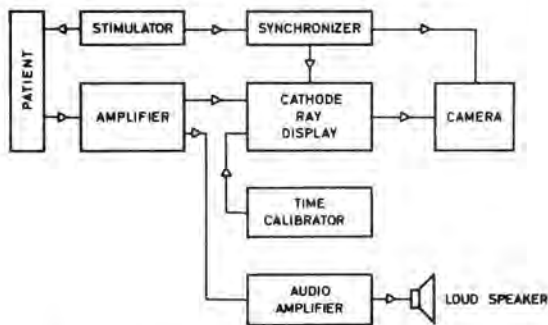 PATIENT
STIMULATOR
SYNCHRONIZER
AMPLIFIER
CATHODE
RAY
DISPLAY
CAMERA
TIME
CALIBRATOR
AUDIO
AMPLIFIER
LOUD SPEAKER